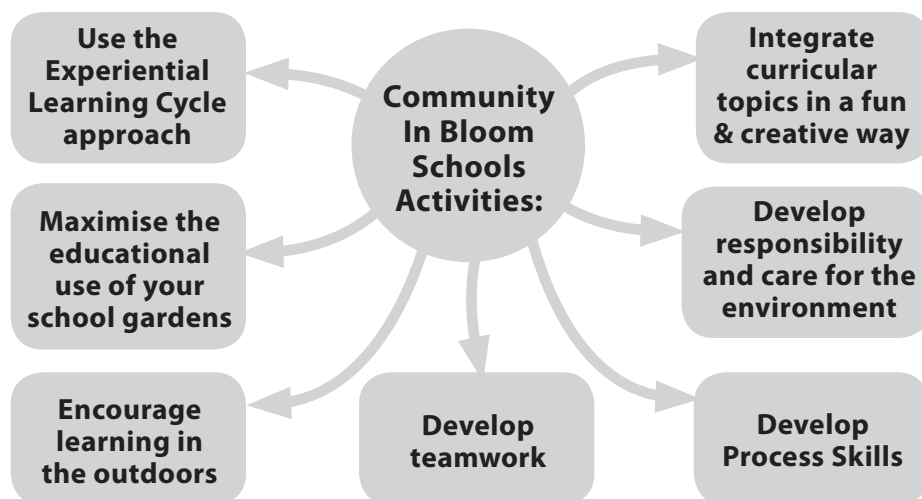 Use the
Experiential
Learning Cycle
approach
Community
In Bloom
Schools
Activities:
Integrate
curricular
topics in a fun
& creative way
Maximise the
educational
use of your
school gardens
Develop
responsibility
and care for the
environment
Encourage
learning in
the outdoors
Develop
teamwork
Develop
Process Skills